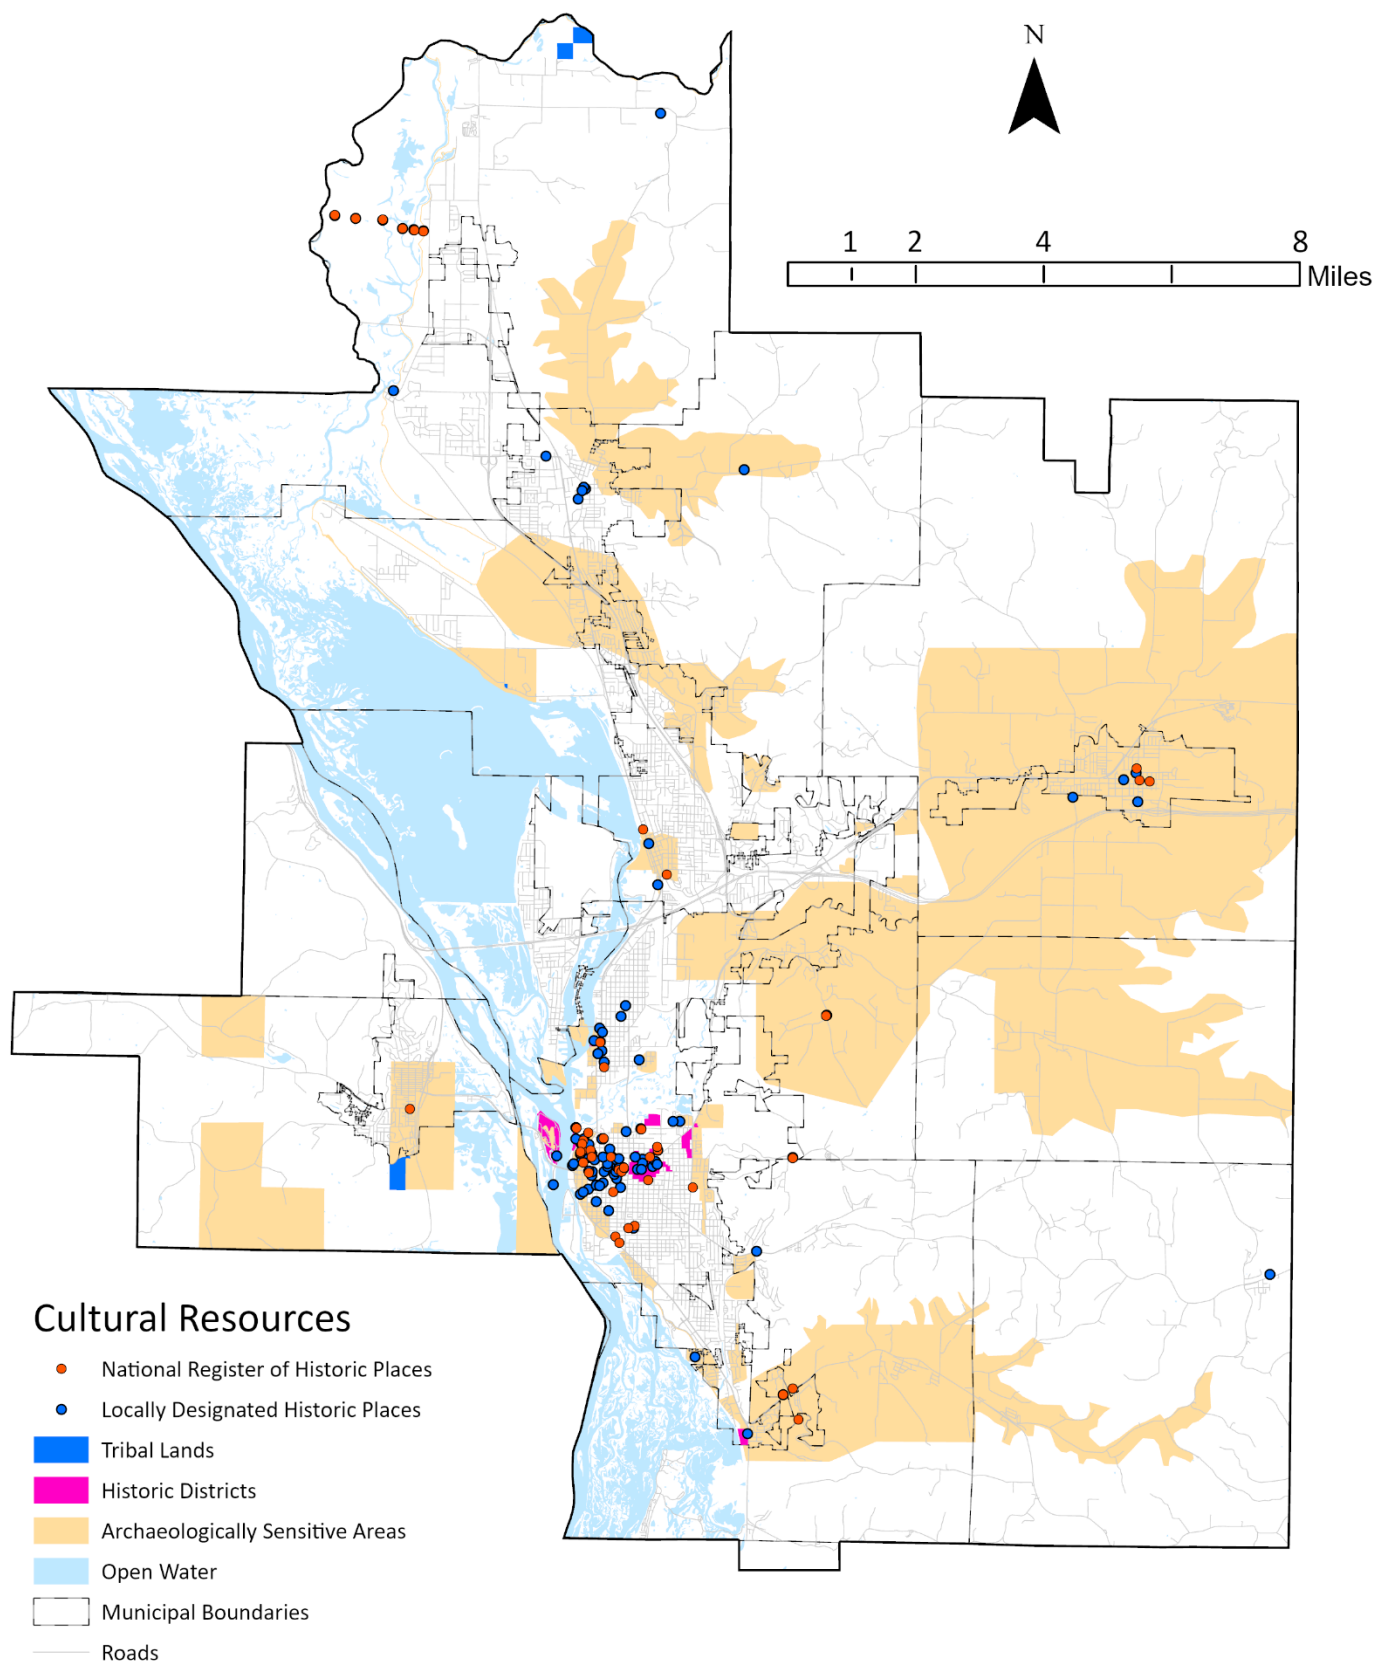 N
1 2 4 8
Miles
Cultural Resources
National Register of Historic Places
Locally Designated Historic Places
Tribal Lands
Historic Districts
Archaeologically Sensitive Areas
Open Water
Municipal Boundaries
Roads